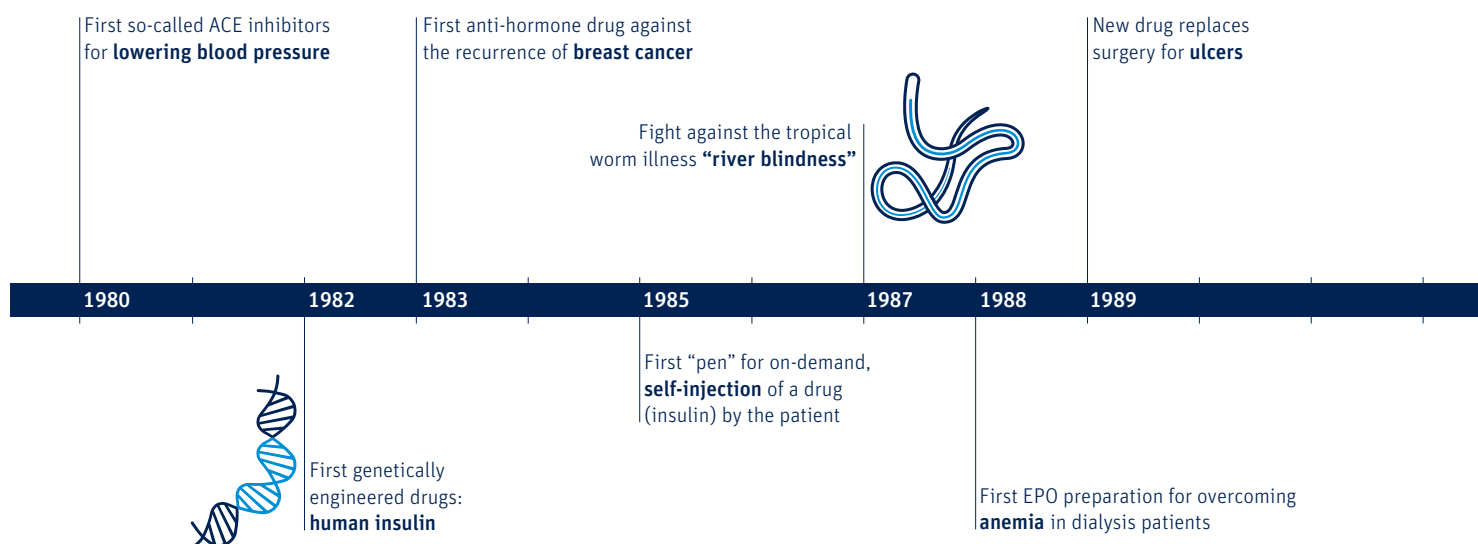 First so-called ACE inhibitors
for lowering blood pressure
First anti-hormone drug against
the recurrence of breast cancer
New drug replaces
surgery for ulcers
Fight against the tropical
worm illness “river blindness”
1980
1982
1983
1985
1987
1988
1989
First “pen” for on-demand,
self-injection of a drug
(insulin) by the patient
First genetically
engineered drugs:
human insulin
First EPO preparation for overcoming
anemia in dialysis patients